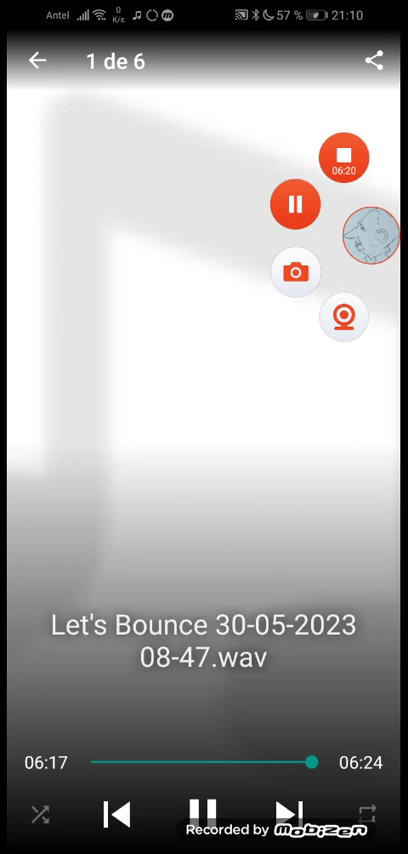 Antel 0 K/s 57 % 21:10
1 de 6
06:20
Let's Bounce 30-05-2023
08-47.wav
06:17 06:24
Recorded by mobizen